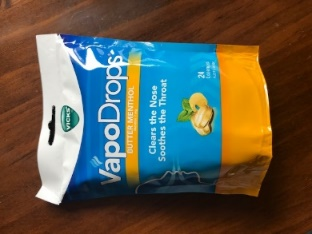 VICKS
VapoDrops
BUTTER MENTHOL
Clears the Nose
Soothes the Throat
24